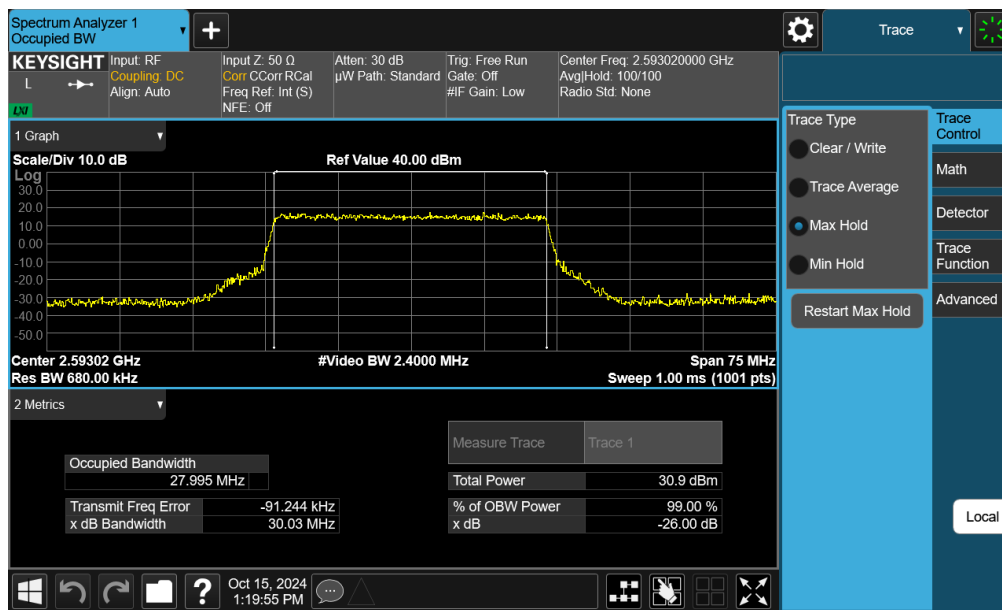 Spectrum Analyzer 1
Occupied BW
Trace
KEYSIGHT
L
LXI
Input: RF
Coupling: DC
Align: Auto
Input Z: 50 Ω
Corr CCorr RCal
Freq Ref: Int (S)
NFE: Off
Atten: 30 dB
µW Path: Standard
Trig: Free Run
Gate: Off
#IF Gain: Low
Center Freq: 2.593020000 GHz
Avg|Hold: 100/100
Radio Std: None
1 Graph
Scale/Div 10.0 dB
Ref Value 40.00 dBm
Log
30.0
20.0
10.0
0.00
-10.0
-20.0
-30.0
-40.0
-50.0
Center 2.59302 GHz
#Video BW 2.4000 MHz
Span 75 MHz
Res BW 680.00 kHz
Sweep 1.00 ms (1001 pts)
2 Metrics
Measure Trace
Trace 1
Occupied Bandwidth
27.995 MHz
Total Power
30.9 dBm
Transmit Freq Error
-91.244 kHz
% of OBW Power
99.00 %
x dB Bandwidth
30.03 MHz
x dB
-26.00 dB
Trace Type
Clear / Write
Trace Average
Max Hold
Min Hold
Restart Max Hold
Trace
Control
Math
Detector
Trace
Function
Advanced
Local
?
Oct 15, 2024
1:19:55 PM